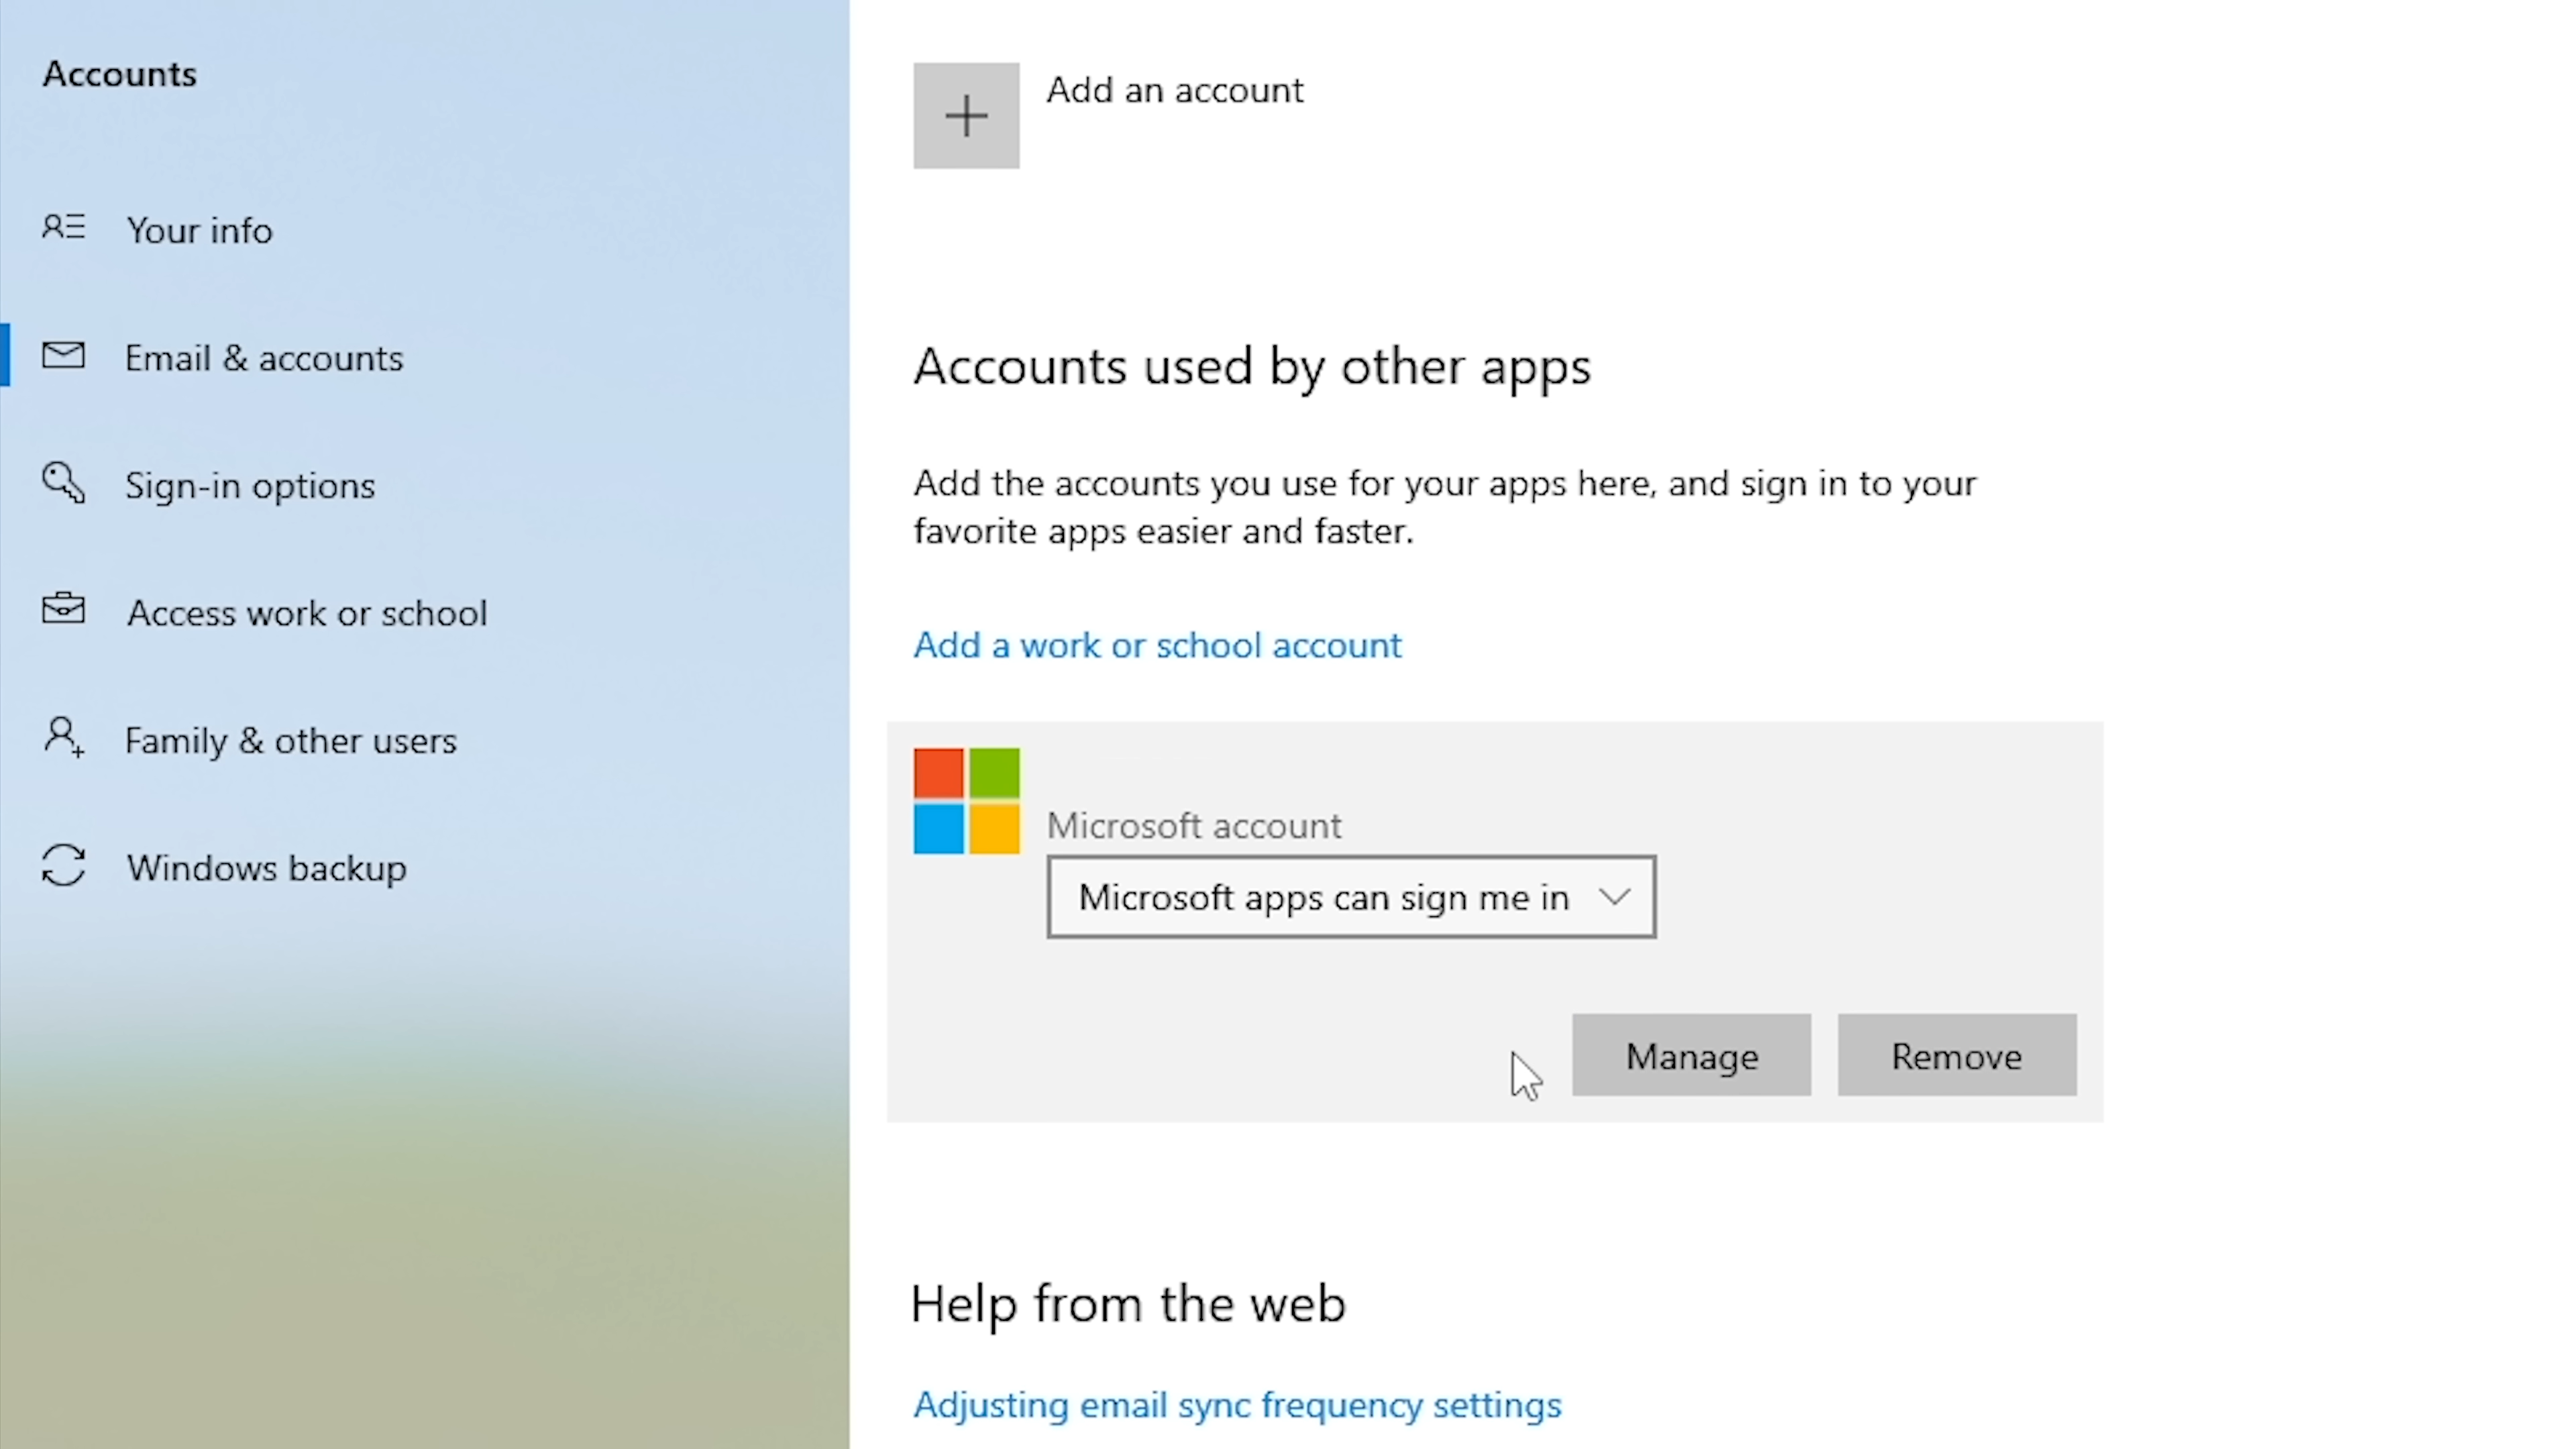 Accounts
Your info
Email & accounts
Sign-in options
Access work or school
Family & other users
Windows backup
Add an account
Accounts used by other apps
Add the accounts you use for your apps here, and sign in to your
favorite apps easier and faster.
Add a work or school account
Microsoft account
Microsoft apps can sign me in
Manage
Remove
Help from the web
Adjusting email sync frequency settings